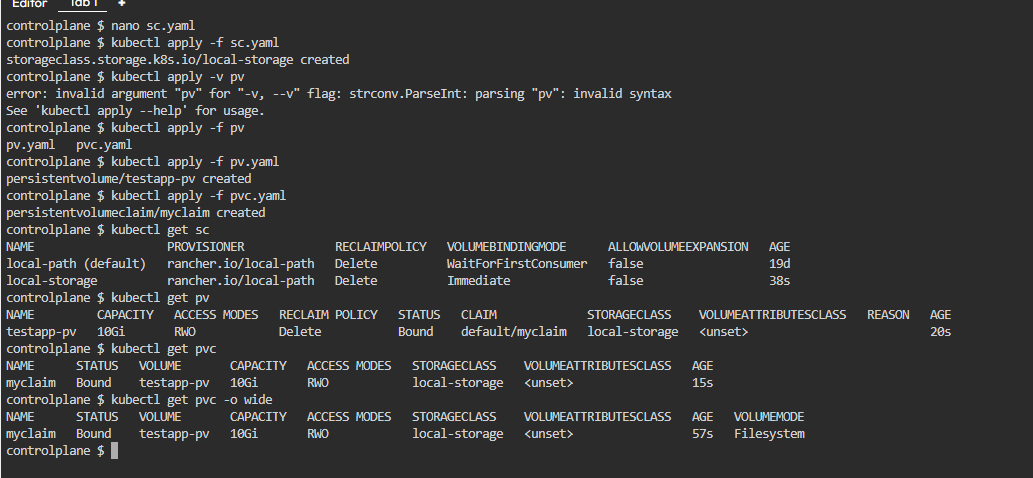 Editor Tab 1 +
controlplane $ nano sc.yaml
controlplane $ kubectl apply -f sc.yaml
storageclass.storage.k8s.io/local-storage created
controlplane $ kubectl apply -v pv
error: invalid argument "pv" for "-v, --v" flag: strconv.ParseInt: parsing "pv": invalid syntax
See 'kubectl apply --help' for usage.
controlplane $ kubectl apply -f pv
pv.yaml   pvc.yaml
controlplane $ kubectl apply -f pv.yaml
persistentvolume/testapp-pv created
controlplane $ kubectl apply -f pvc.yaml
persistentvolumeclaim/myclaim created
controlplane $ kubectl get sc
NAME                   PROVISIONER             RECLAIMPOLICY   VOLUMEBINDINGMODE      ALLOWVOLUMEEXPANSION   AGE
local-path (default)   rancher.io/local-path   Delete          WaitForFirstConsumer   false                  19d
local-storage          rancher.io/local-path   Delete          Immediate              false                  38s
controlplane $ kubectl get pv
NAME         CAPACITY   ACCESS MODES   RECLAIM POLICY   STATUS   CLAIM             STORAGECLASS    VOLUMEATTRIBUTESCLASS   REASON   AGE
testapp-pv   10Gi       RWO            Delete           Bound    default/myclaim   local-storage   <unset>                          20s
controlplane $ kubectl get pvc
NAME      STATUS   VOLUME       CAPACITY   ACCESS MODES   STORAGECLASS    VOLUMEATTRIBUTESCLASS   AGE
myclaim   Bound    testapp-pv   10Gi       RWO            local-storage   <unset>                 15s
controlplane $ kubectl get pvc -o wide
NAME      STATUS   VOLUME       CAPACITY   ACCESS MODES   STORAGECLASS    VOLUMEATTRIBUTESCLASS   AGE   VOLUMEMODE
myclaim   Bound    testapp-pv   10Gi       RWO            local-storage   <unset>                 57s   Filesystem
controlplane $